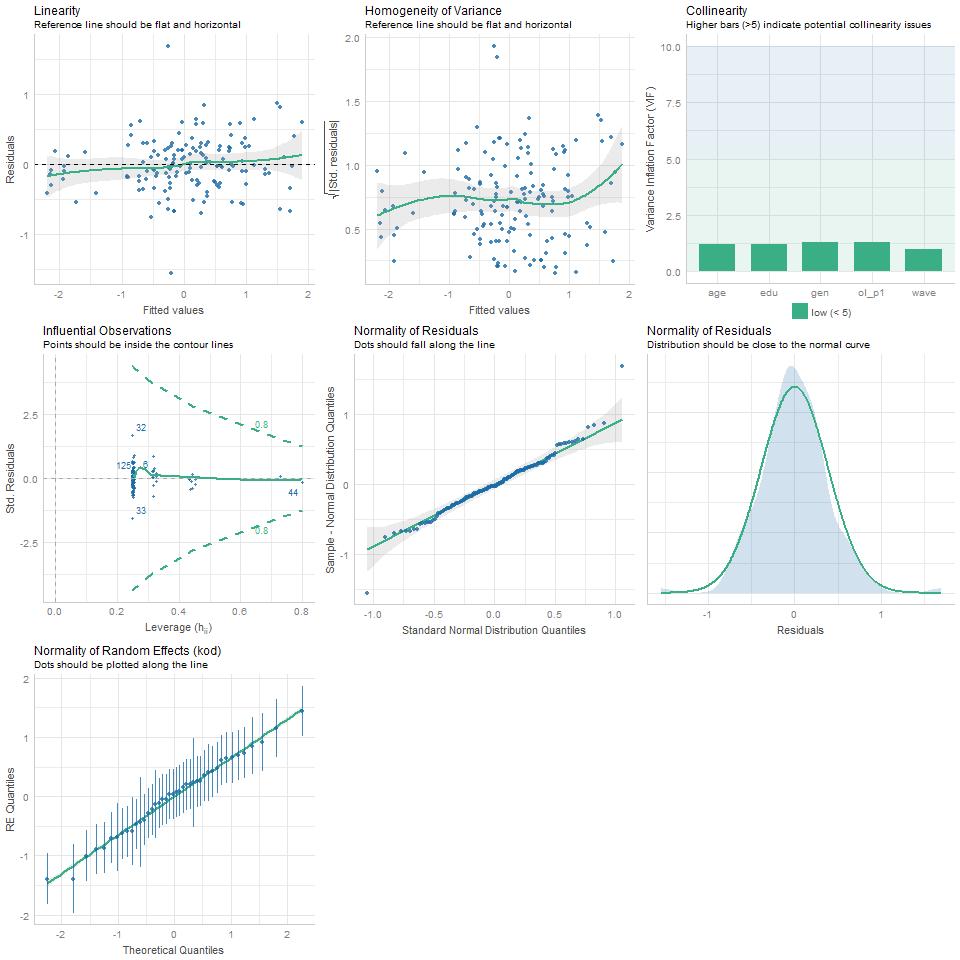 Linearity
Reference line should be flat and horizontal
Residuals
1
0
-1
-2
-1
0
1
2
Fitted values
Homogeneity of Variance
Reference line should be flat and horizontal
√|Std. residuals|
2.0
1.5
1.0
0.5
-2
-1
0
1
2
Fitted values
Collinearity
Higher bars (>5) indicate potential collinearity issues
Variance Inflation Factor (VIF)
10.0
7.5
5.0
2.5
0.0
age
edu
gen
ol_p1
wave
low (< 5)
Influential Observations
Points should be inside the contour lines
Std. Residuals
2.5
0.0
-2.5
0.8
32
125
6
44
33
0.8
0.0
0.2
0.4
0.6
0.8
Leverage (hᵢᵢ)
Normality of Residuals
Dots should fall along the line
Sample - Normal Distribution Quantiles
1
0
-1
-1.0
-0.5
0.0
0.5
1.0
Standard Normal Distribution Quantiles
Normality of Residuals
Distribution should be close to the normal curve
-1
0
1
Residuals
Normality of Random Effects (kod)
Dots should be plotted along the line
RE Quantiles
2
1
0
-1
-2
-2
-1
0
1
2
Theoretical Quantiles